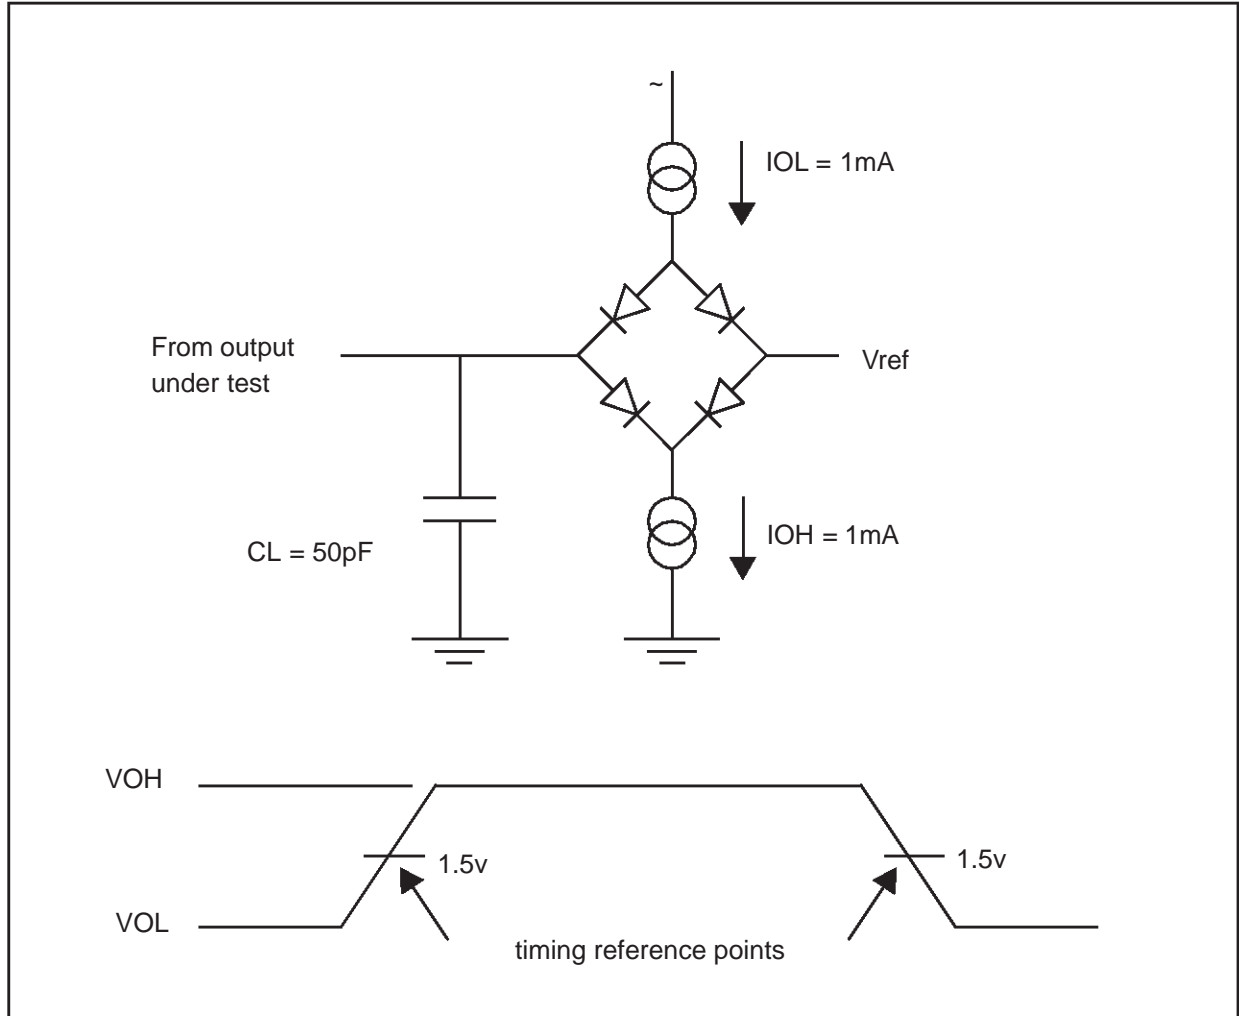 ~
IOL = 1mA
From output
under test
Vref
CL = 50pF
IOH = 1mA
VOH
1.5v
1.5v
VOL
timing reference points